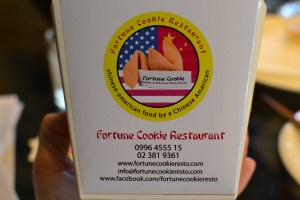 Fortune Cookie Restaurant
Fortune Cookie
chinese-american food by a Chinese American
Fortune Cookie Restaurant
0996 4555 15
02 381 9361
www.fortunecookieresto.com
info@fortunecookieresto.com
www.facebook.com/fortunecookieresto